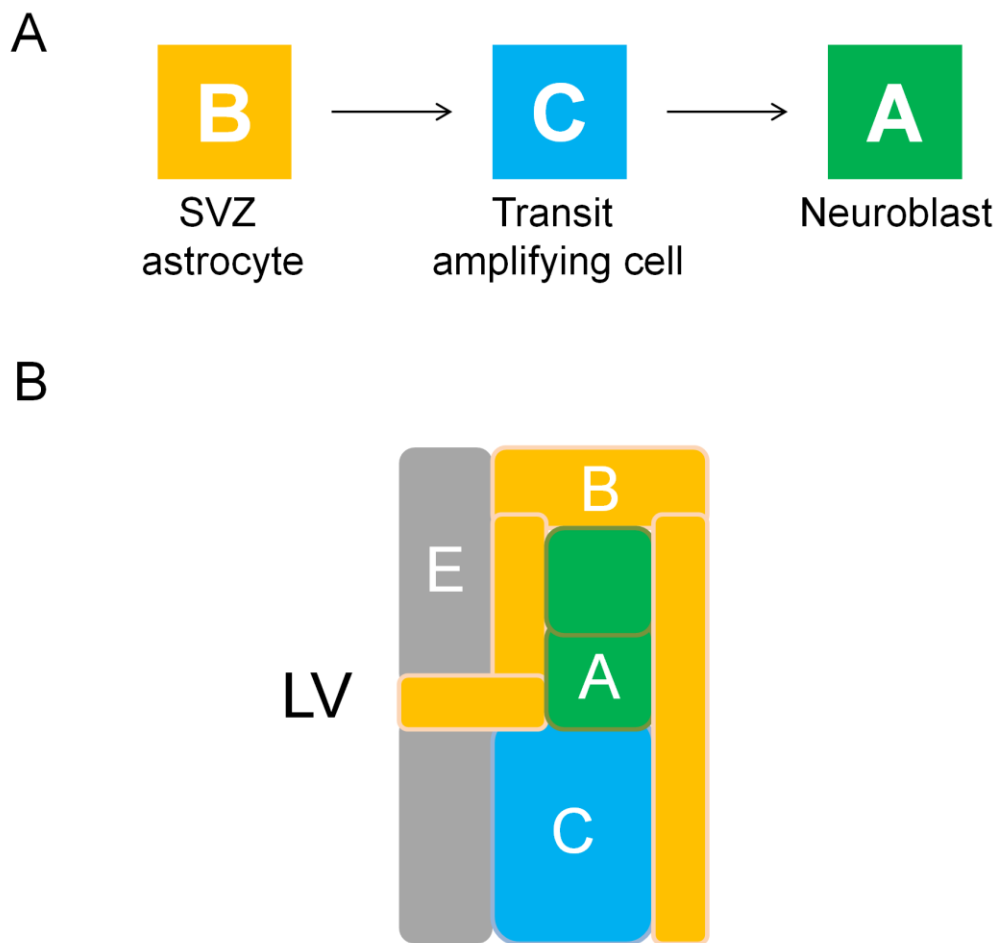 A
B
C
A
SVZ
astrocyte
Transit
amplifying cell
Neuroblast
B
B
E
A
LV
C